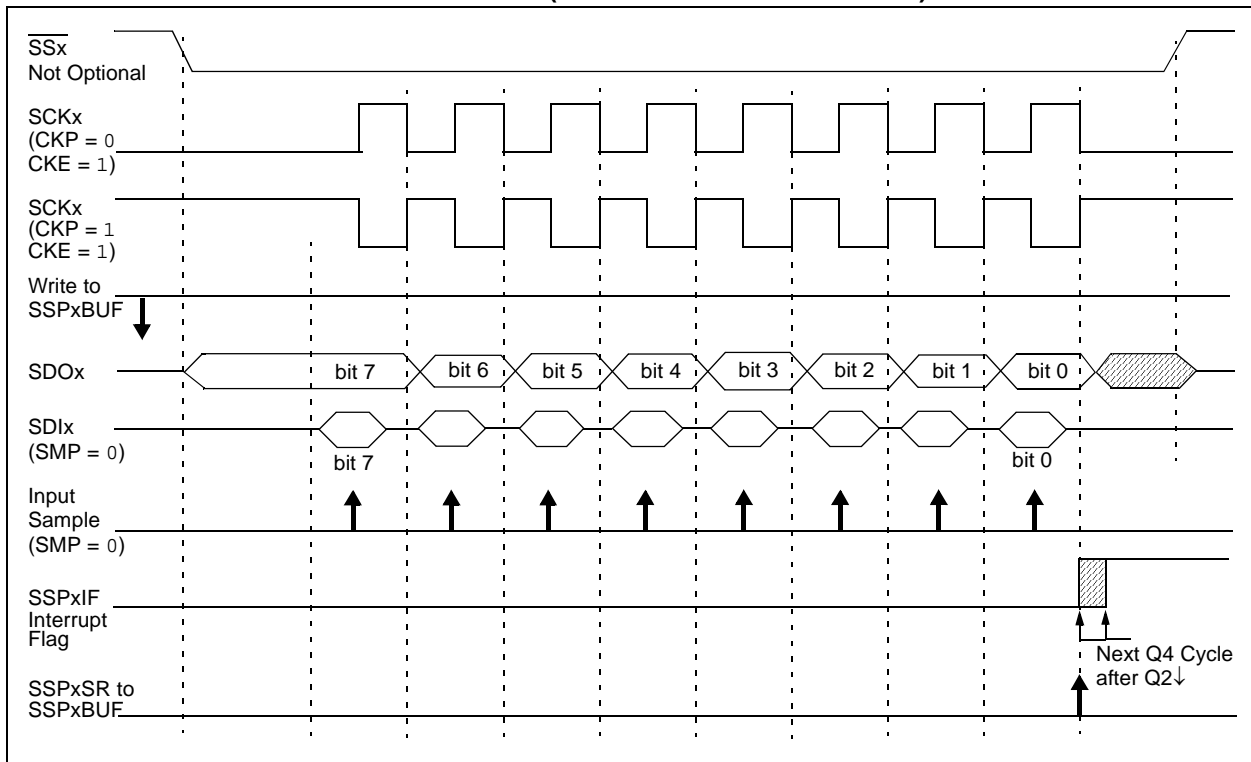 SSx
Not Optional
SCKx
(CKP = 0
CKE = 1)
SCKx
(CKP = 1
CKE = 1)
Write to
SSPxBUF
SDOx
bit 7
bit 6
bit 5
bit 4
bit 3
bit 2
bit 1
bit 0
SDIx
(SMP = 0)
bit 7
bit 0
Input
Sample
(SMP = 0)
SSPxIF
Interrupt
Flag
Next Q4 Cycle
after Q2↓
SSPxSR to
SSPxBUF